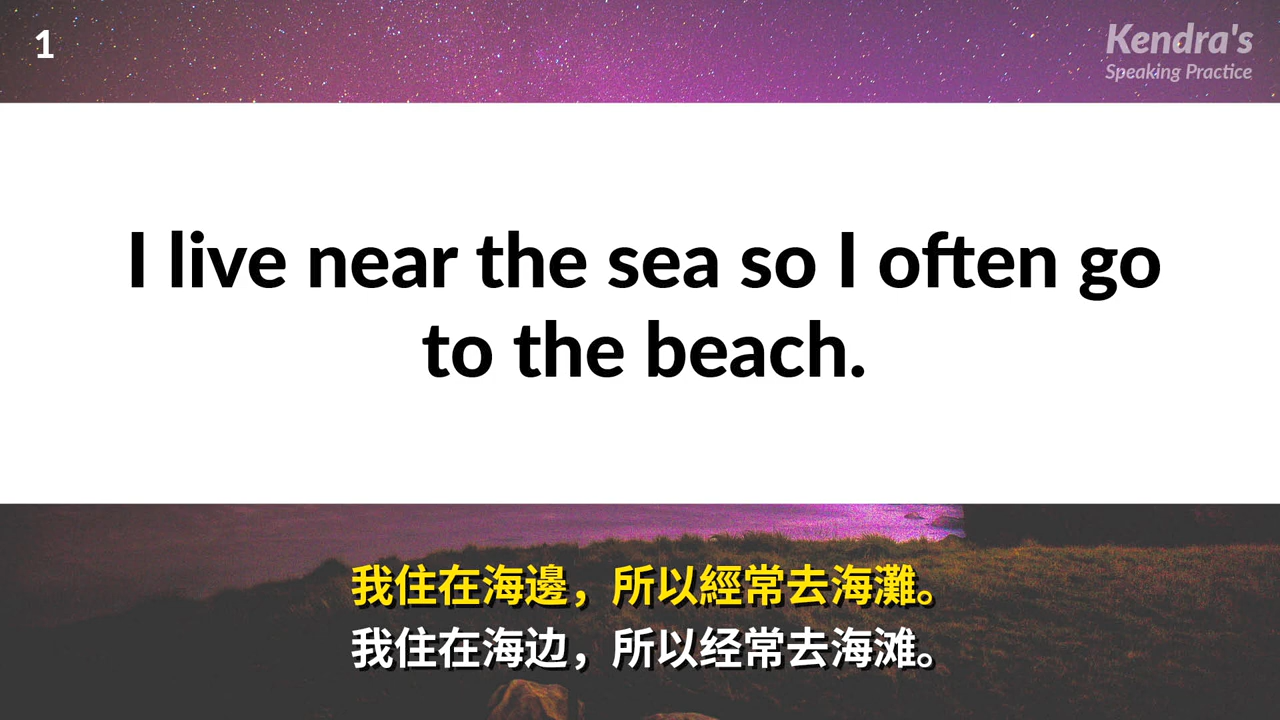 1
Kendra's
Speaking Practice
I live near the sea so I often go
to the beach.
我住在海邊，所以經常去海灘。
我住在海边，所以经常去海滩。